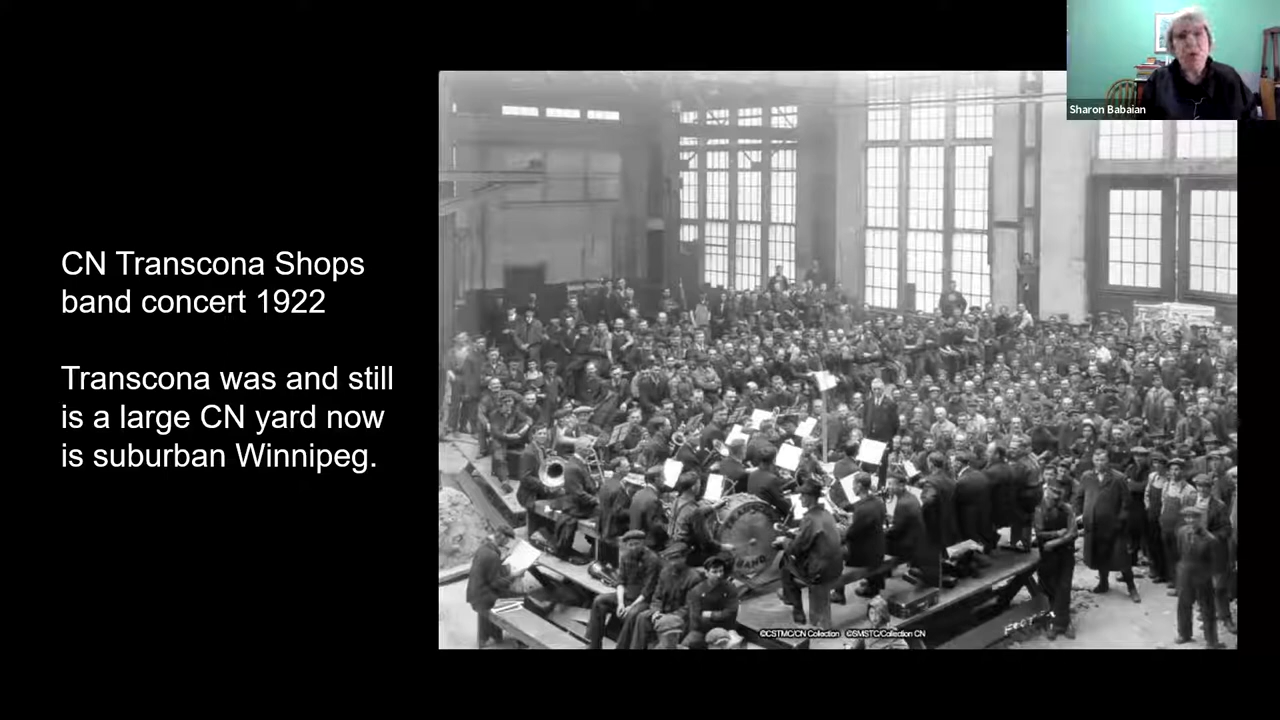 Sharon Babaian
CN Transcona Shops
band concert 1922
Transcona was and still
is a large CN yard now
is suburban Winnipeg.
BAND
©CSTMC/CN Collection ©SMSTC/Collection CN